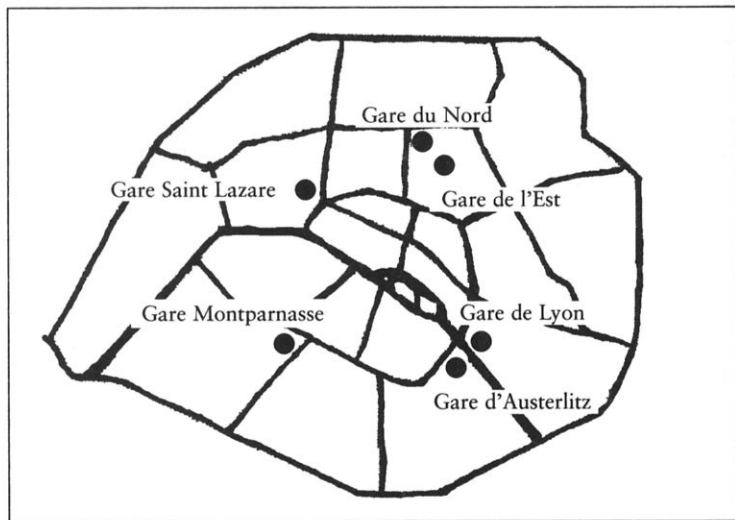 Gare du Nord
Gare Saint Lazare
Gare de l'Est
Gare Montparnasse
Gare de Lyon
Gare d'Austerlitz